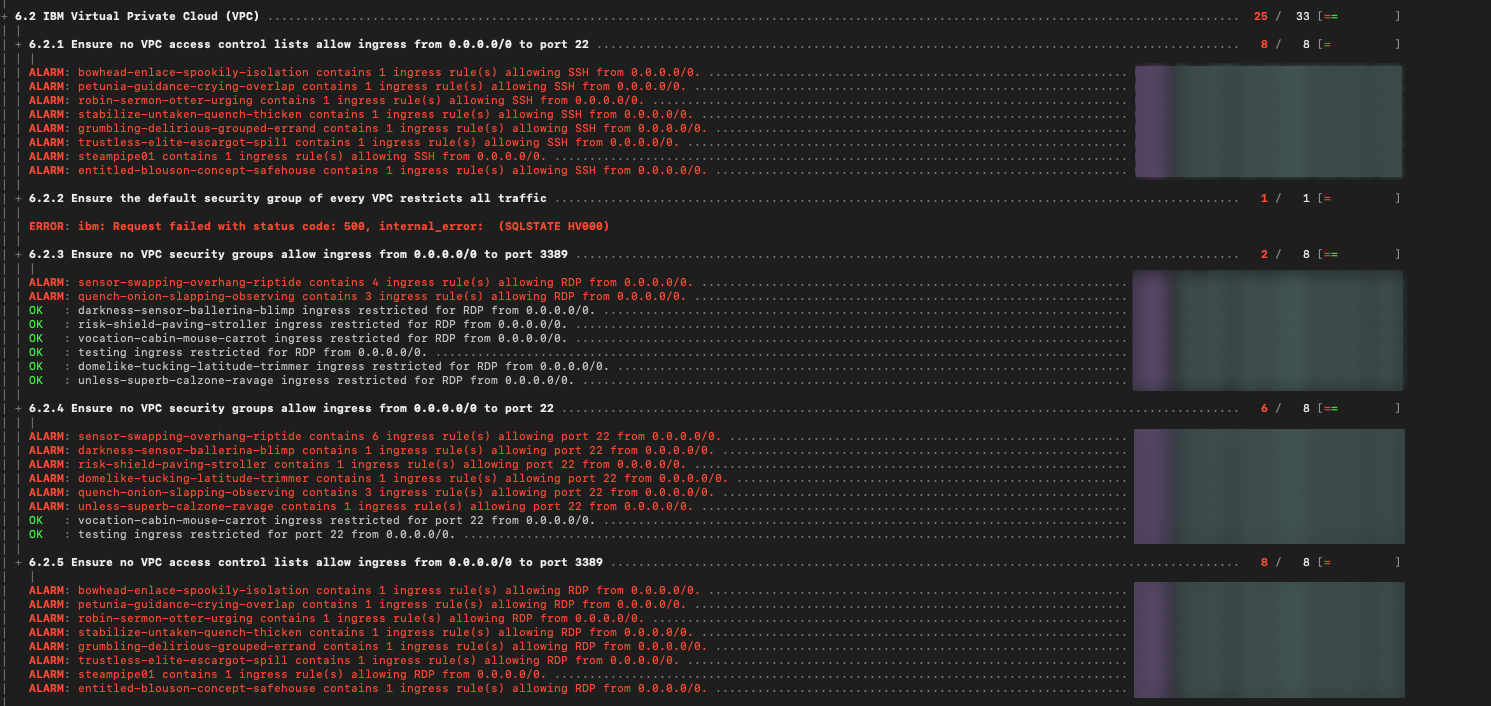 + 6.2 IBM Virtual Private Cloud (VPC) ........ 25 / 33 [== ]
| + 6.2.1 Ensure no VPC access control lists allow ingress from 0.0.0.0/0 to port 22 ........ 8 / 8 [= ]
| | ALARM: bowhead-enlace-spookily-isolation contains 1 ingress rule(s) allowing SSH from 0.0.0.0/0. ........
| | ALARM: petunia-guidance-crying-overlap contains 1 ingress rule(s) allowing SSH from 0.0.0.0/0. ........
| | ALARM: robin-sermon-otter-urging contains 1 ingress rule(s) allowing SSH from 0.0.0.0/0. ........
| | ALARM: stabilize-untaken-quench-thicken contains 1 ingress rule(s) allowing SSH from 0.0.0.0/0. ........
| | ALARM: grumbling-delirious-grouped-errand contains 1 ingress rule(s) allowing SSH from 0.0.0.0/0. ........
| | ALARM: trustless-elite-escargot-spill contains 1 ingress rule(s) allowing SSH from 0.0.0.0/0. ........
| | ALARM: steampipe01 contains 1 ingress rule(s) allowing SSH from 0.0.0.0/0. ........
| | ALARM: entitled-blouson-concept-safehouse contains 1 ingress rule(s) allowing SSH from 0.0.0.0/0. ........
| + 6.2.2 Ensure the default security group of every VPC restricts all traffic ........ 1 / 1 [= ]
| | ERROR: ibm: Request failed with status code: 500, internal_error:  (SQLSTATE HV000)
| + 6.2.3 Ensure no VPC security groups allow ingress from 0.0.0.0/0 to port 3389 ........ 2 / 8 [== ]
| | ALARM: sensor-swapping-overhang-riptide contains 4 ingress rule(s) allowing RDP from 0.0.0.0/0. ........
| | ALARM: quench-onion-slapping-observing contains 3 ingress rule(s) allowing RDP from 0.0.0.0/0. ........
| | OK   : darkness-sensor-ballerina-blimp ingress restricted for RDP from 0.0.0.0/0. ........
| | OK   : risk-shield-paving-stroller ingress restricted for RDP from 0.0.0.0/0. ........
| | OK   : vocation-cabin-mouse-carrot ingress restricted for RDP from 0.0.0.0/0. ........
| | OK   : testing ingress restricted for RDP from 0.0.0.0/0. ........
| | OK   : domelike-tucking-latitude-trimmer ingress restricted for RDP from 0.0.0.0/0. ........
| | OK   : unless-superb-calzone-ravage ingress restricted for RDP from 0.0.0.0/0. ........
| + 6.2.4 Ensure no VPC security groups allow ingress from 0.0.0.0/0 to port 22 ........ 6 / 8 [== ]
| | ALARM: sensor-swapping-overhang-riptide contains 6 ingress rule(s) allowing port 22 from 0.0.0.0/0. ........
| | ALARM: darkness-sensor-ballerina-blimp contains 1 ingress rule(s) allowing port 22 from 0.0.0.0/0. ........
| | ALARM: risk-shield-paving-stroller contains 1 ingress rule(s) allowing port 22 from 0.0.0.0/0. ........
| | ALARM: domelike-tucking-latitude-trimmer contains 1 ingress rule(s) allowing port 22 from 0.0.0.0/0. ........
| | ALARM: quench-onion-slapping-observing contains 3 ingress rule(s) allowing port 22 from 0.0.0.0/0. ........
| | ALARM: unless-superb-calzone-ravage contains 1 ingress rule(s) allowing port 22 from 0.0.0.0/0. ........
| | OK   : vocation-cabin-mouse-carrot ingress restricted for port 22 from 0.0.0.0/0. ........
| | OK   : testing ingress restricted for port 22 from 0.0.0.0/0. ........
| + 6.2.5 Ensure no VPC access control lists allow ingress from 0.0.0.0/0 to port 3389 ........ 8 / 8 [= ]
| ALARM: bowhead-enlace-spookily-isolation contains 1 ingress rule(s) allowing RDP from 0.0.0.0/0. ........
| ALARM: petunia-guidance-crying-overlap contains 1 ingress rule(s) allowing RDP from 0.0.0.0/0. ........
| ALARM: robin-sermon-otter-urging contains 1 ingress rule(s) allowing RDP from 0.0.0.0/0. ........
| ALARM: stabilize-untaken-quench-thicken contains 1 ingress rule(s) allowing RDP from 0.0.0.0/0. ........
| ALARM: grumbling-delirious-grouped-errand contains 1 ingress rule(s) allowing RDP from 0.0.0.0/0. ........
| ALARM: trustless-elite-escargot-spill contains 1 ingress rule(s) allowing RDP from 0.0.0.0/0. ........
| ALARM: steampipe01 contains 1 ingress rule(s) allowing RDP from 0.0.0.0/0. ........
| ALARM: entitled-blouson-concept-safehouse contains 1 ingress rule(s) allowing RDP from 0.0.0.0/0. ........